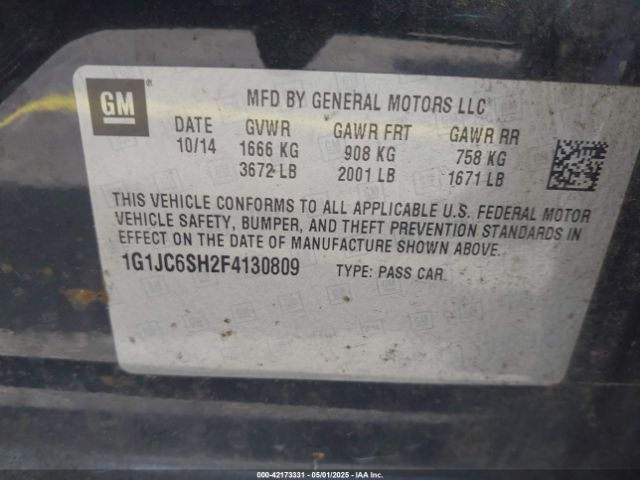 GM ®
MFD BY GENERAL MOTORS LLC
DATE GVWR GAWR FRT GAWR RR
10/14 1666 KG 908 KG 758 KG
3672 LB 2001 LB 1671 LB
THIS VEHICLE CONFORMS TO ALL APPLICABLE U.S. FEDERAL MOTOR
VEHICLE SAFETY, BUMPER, AND THEFT PREVENTION STANDARDS IN
EFFECT ON THE DATE OF MANUFACTURE SHOWN ABOVE.
1G1JC6SH2F4130809 TYPE: PASS CAR
000-42173331 - 05/01/2025 - IAA Inc.